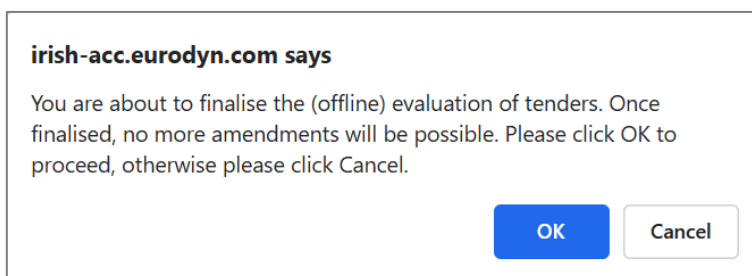 irish-acc.eurodyn.com says
You are about to finalise the (offline) evaluation of tenders. Once
finalised, no more amendments will be possible. Please click OK to
proceed, otherwise please click Cancel.
OK
Cancel